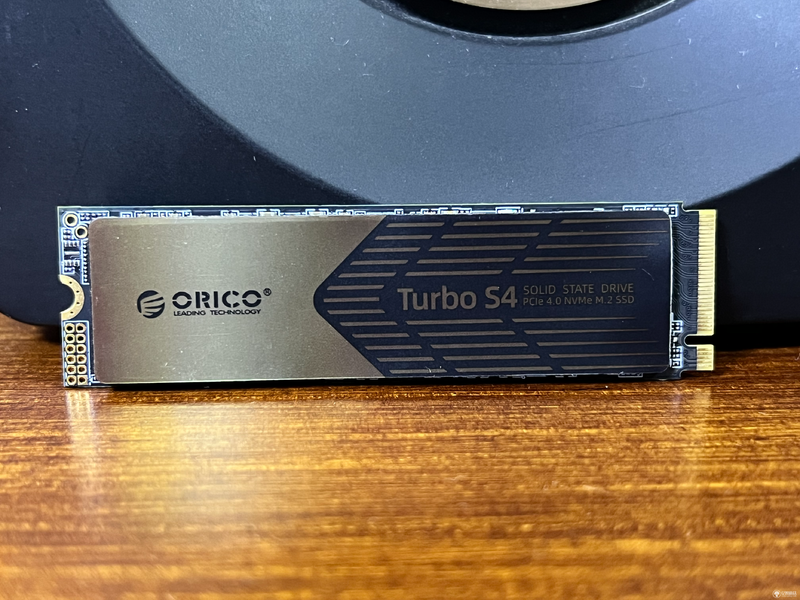 ORICO®
LEADING TECHNOLOGY
Turbo S4
SOLID STATE DRIVE
PCIe 4.0 NVMe M.2 SSD